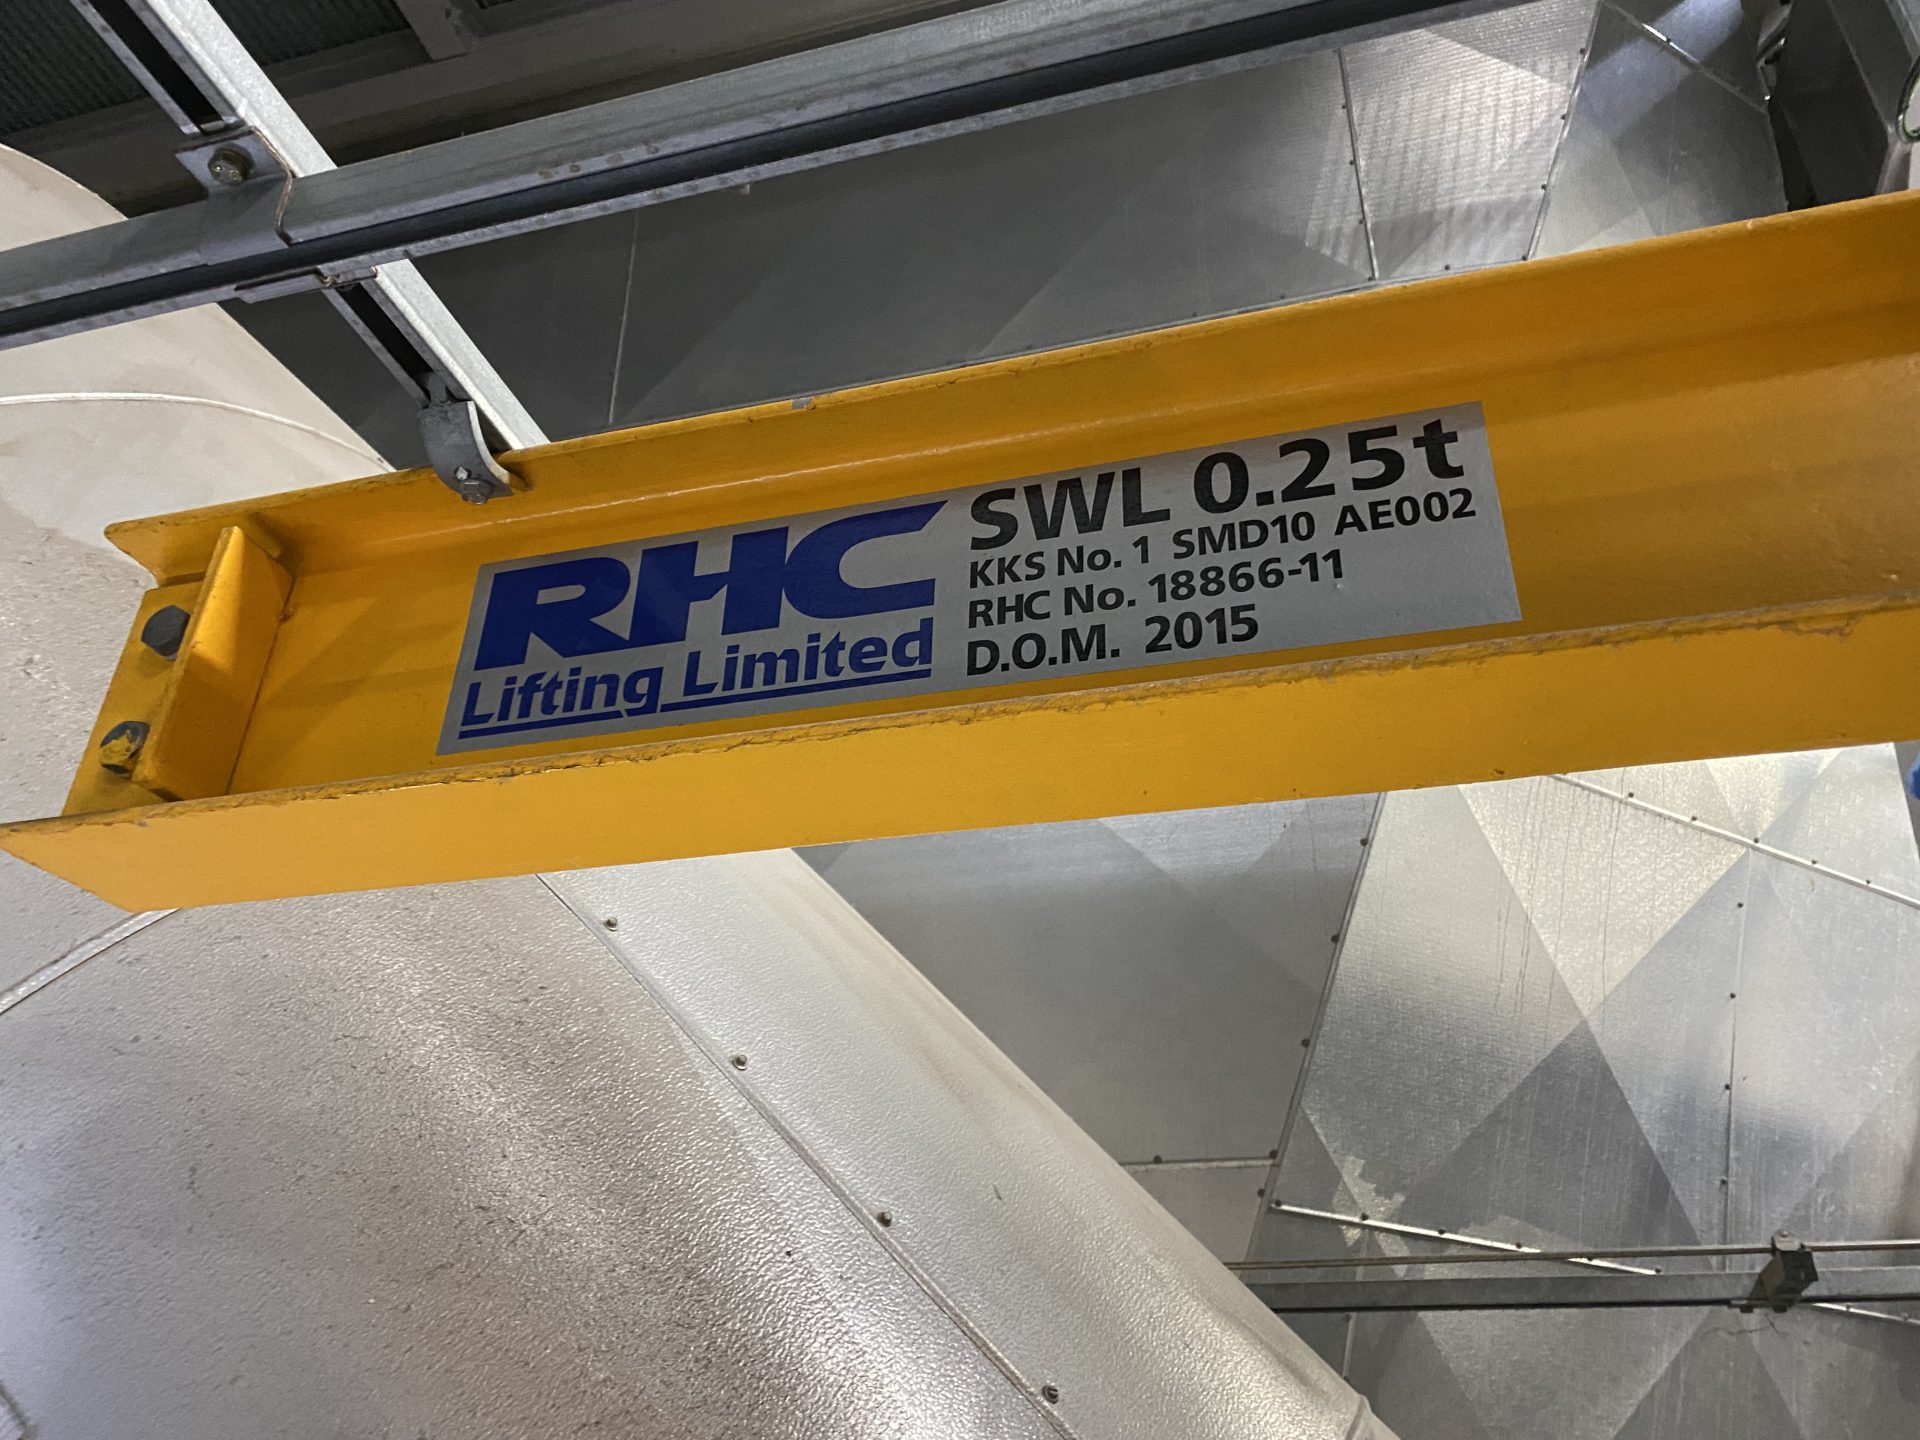 RHC
Lifting Limited
SWL 0.25t
KKS No. 1 SMD10 AE002
RHC No. 18866-11
D.O.M. 2015